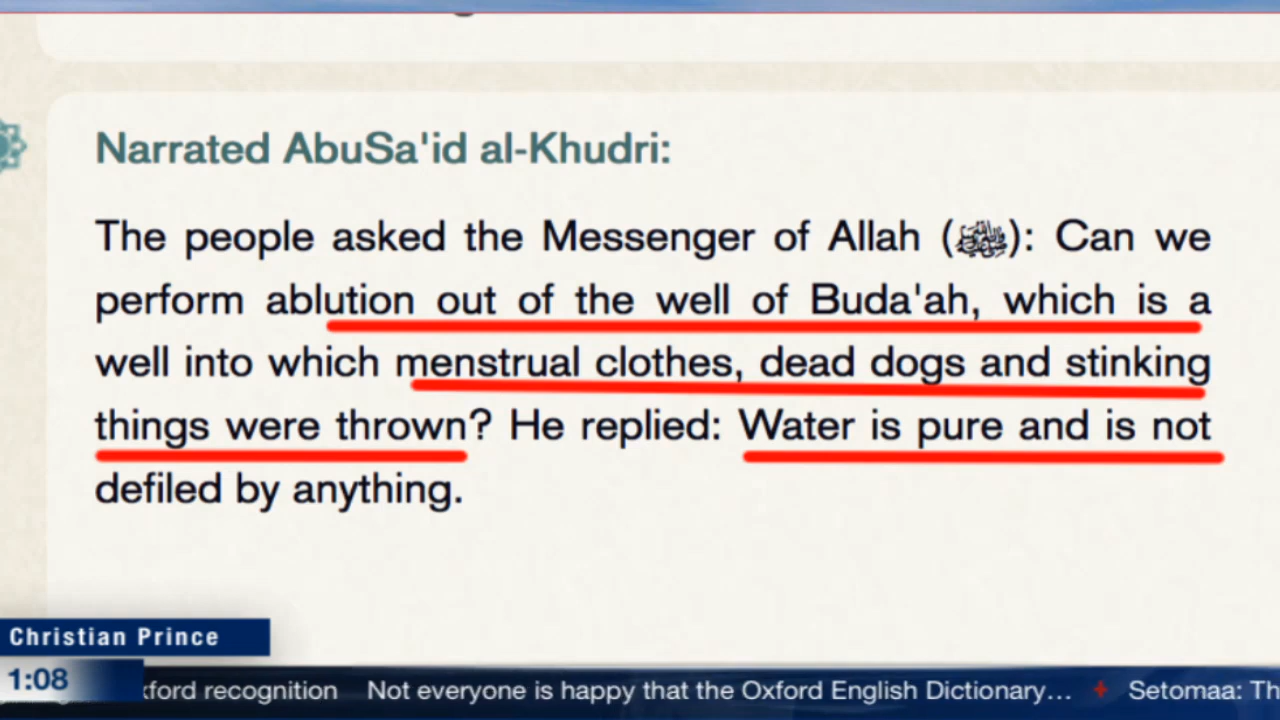 Narrated AbuSa'id al-Khudri:
The people asked the Messenger of Allah (ﷺ): Can we
perform ablution out of the well of Buda'ah, which is a
well into which menstrual clothes, dead dogs and stinking
things were thrown? He replied: Water is pure and is not
defiled by anything.
Christian Prince
1:08
xford recognition Not everyone is happy that the Oxford English Dictionary... Setomaa: Th